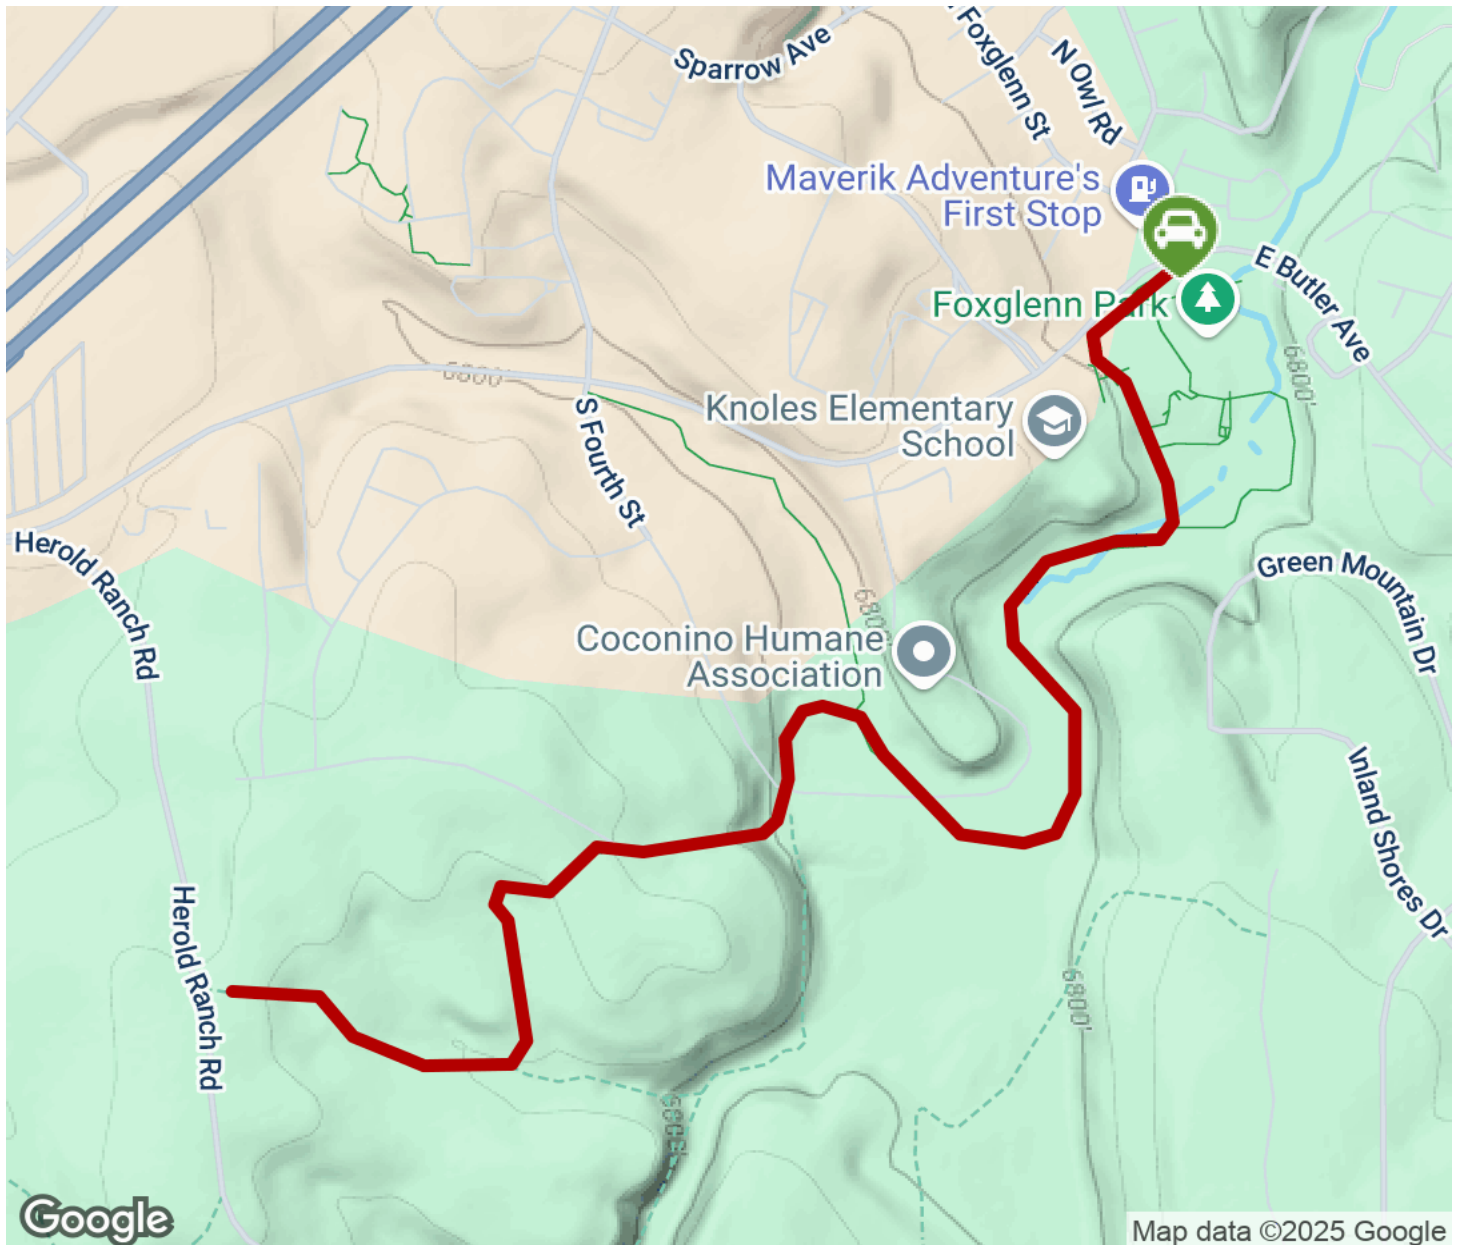 Sparrow Ave
Foxglenn St
N Owl Rd
Maverik Adventure's
First Stop
E Butler Ave
Foxglenn Park
6800'
6800'
Knoles Elementary
School
S Fourth St
Herold Ranch Rd
Green Mountain Dr
6800'
Coconino Humane
Association
Inland Shores Dr
Herold Ranch Rd
6800'
6800'
Google
Map data ©2025 Google